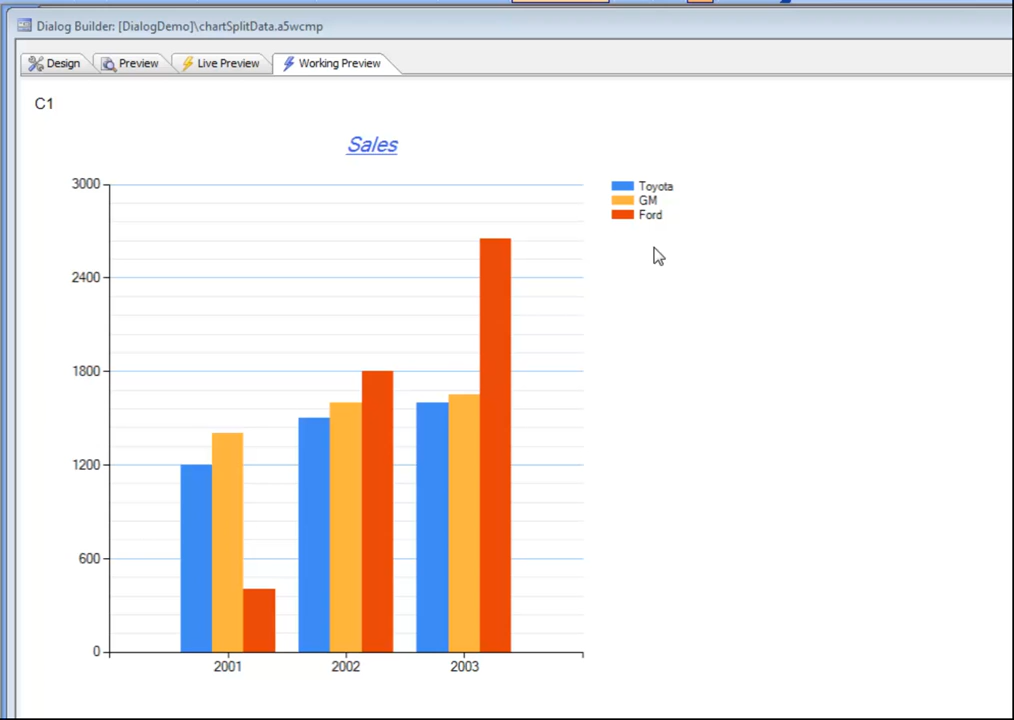 Dialog Builder: [DialogDemo]\chartSplitData.a5wcmp
Design Preview Live Preview Working Preview
C1
Sales
3000
2400
1800
1200
600
0
2001 2002 2003
Toyota
GM
Ford